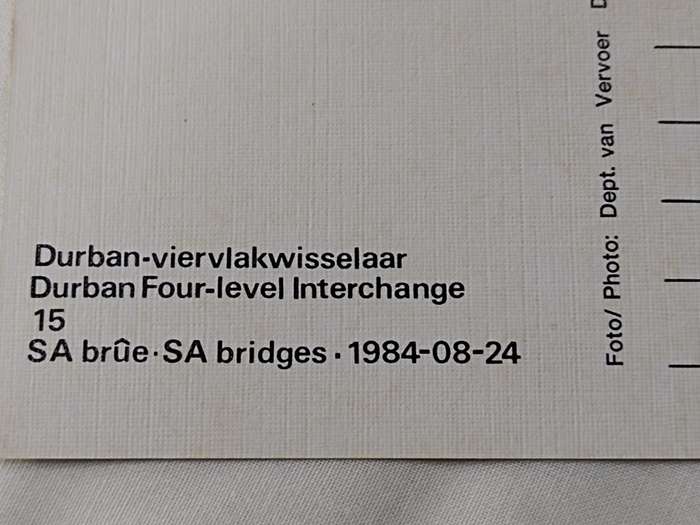 Durban-viervlakwisselaar
Durban Four-level Interchange
15
SA brûe·SA bridges · 1984-08-24
Foto/ Photo: Dept. van Vervoer